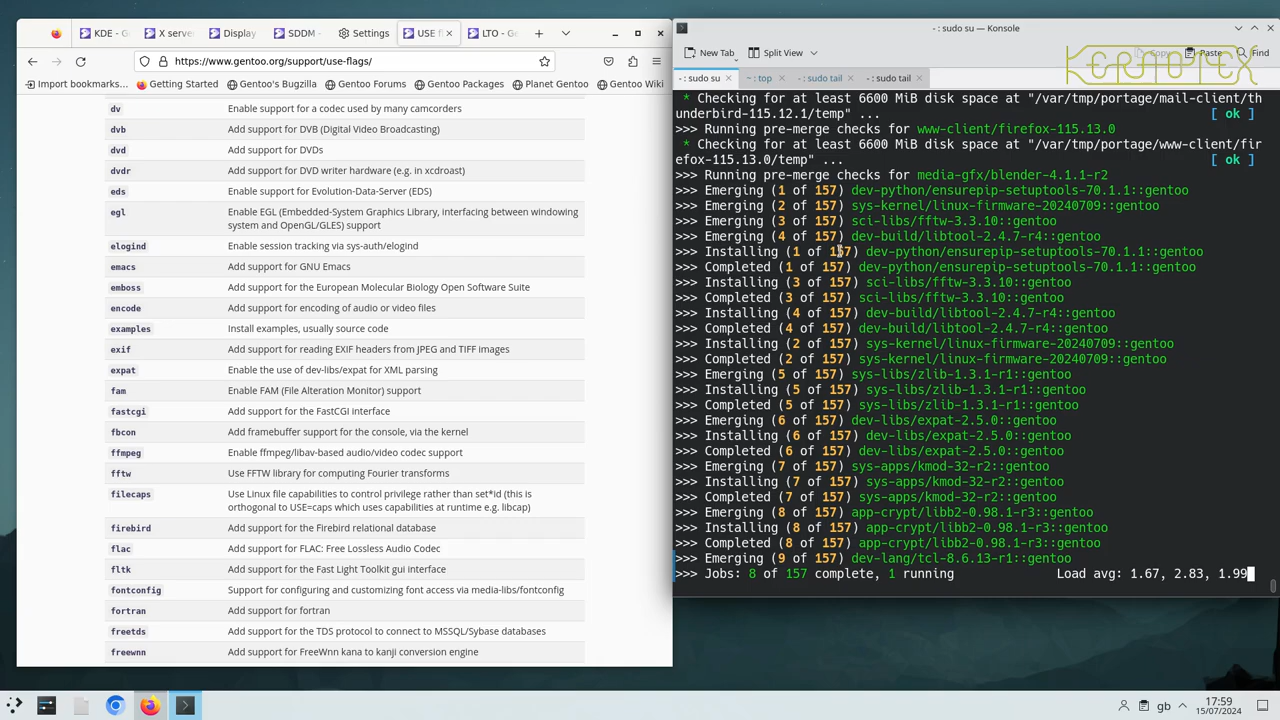 KDE - G
X serve
Display
SDDM -
Settings
USE f
LTO - G
https://www.gentoo.org/support/use-flags/
Import bookmarks...
Getting Started
Gentoo's Bugzilla
Gentoo Forums
Gentoo Packages
Planet Gentoo
dv Enable support for a codec used by many camcorders
dvb Add support for DVB (Digital Video Broadcasting)
dvd Add support for DVDs
dvdr Add support for DVD writer hardware (e.g. in xcdroast)
eds Enable support for Evolution-Data-Server (EDS)
egl Enable EGL (Embedded-System Graphics Library, interfacing between windowing
system and OpenGL/GLES) support
elogind Enable session tracking via sys-auth/elogind
emacs Add support for GNU Emacs
emboss Add support for the European Molecular Biology Open Software Suite
encode Add support for encoding of audio or video files
examples Install examples, usually source code
exif Add support for reading EXIF headers from JPEG and TIFF images
expat Enable the use of dev-libs/expat for XML parsing
fam Enable FAM (File Alteration Monitor) support
fastcgi Add support for the FastCGI interface
fbcon Add framebuffer support for the console, via the kernel
ffmpeg Enable ffmpeg/libav-based audio/video codec support
fftw Use FFTW library for computing Fourier transforms
filecaps Use Linux file capabilities to control privilege rather than set*id (this is
orthogonal to USE=caps which uses capabilities at runtime e.g. libcap)
firebird Add support for the Firebird relational database
flac Add support for FLAC: Free Lossless Audio Codec
fltk Add support for the Fast Light Toolkit gui interface
fontconfig Support for configuring and customizing font access via media-libs/fontconfig
fortran Add support for fortran
freetds Add support for the TDS protocol to connect to MSSQL/Sybase databases
freewnn Add support for FreeWnn kana to kanji conversion engine
- : sudo su — Konsole
New Tab
Split View
Copy
Paste
Find
- : sudo su
~ : top
- : sudo tail
- : sudo tail
* Checking for at least 6600 MiB disk space at "/var/tmp/portage/mail-client/th
underbird-115.12.1/temp" ... [ ok ]
>>> Running pre-merge checks for www-client/firefox-115.13.0
* Checking for at least 6600 MiB disk space at "/var/tmp/portage/www-client/fir
efox-115.13.0/temp" ... [ ok ]
>>> Running pre-merge checks for media-gfx/blender-4.1.1-r2
>>> Emerging (1 of 157) dev-python/ensurepip-setuptools-70.1.1::gentoo
>>> Emerging (2 of 157) sys-kernel/linux-firmware-20240709::gentoo
>>> Emerging (3 of 157) sci-libs/fftw-3.3.10::gentoo
>>> Emerging (4 of 157) dev-build/libtool-2.4.7-r4::gentoo
>>> Installing (1 of 157) dev-python/ensurepip-setuptools-70.1.1::gentoo
>>> Completed (1 of 157) dev-python/ensurepip-setuptools-70.1.1::gentoo
>>> Installing (3 of 157) sci-libs/fftw-3.3.10::gentoo
>>> Completed (3 of 157) sci-libs/fftw-3.3.10::gentoo
>>> Installing (4 of 157) dev-build/libtool-2.4.7-r4::gentoo
>>> Completed (4 of 157) dev-build/libtool-2.4.7-r4::gentoo
>>> Installing (2 of 157) sys-kernel/linux-firmware-20240709::gentoo
>>> Completed (2 of 157) sys-kernel/linux-firmware-20240709::gentoo
>>> Emerging (5 of 157) sys-libs/zlib-1.3.1-r1::gentoo
>>> Installing (5 of 157) sys-libs/zlib-1.3.1-r1::gentoo
>>> Completed (5 of 157) sys-libs/zlib-1.3.1-r1::gentoo
>>> Emerging (6 of 157) dev-libs/expat-2.5.0::gentoo
>>> Installing (6 of 157) dev-libs/expat-2.5.0::gentoo
>>> Completed (6 of 157) dev-libs/expat-2.5.0::gentoo
>>> Emerging (7 of 157) sys-apps/kmod-32-r2::gentoo
>>> Installing (7 of 157) sys-apps/kmod-32-r2::gentoo
>>> Completed (7 of 157) sys-apps/kmod-32-r2::gentoo
>>> Emerging (8 of 157) app-crypt/libb2-0.98.1-r3::gentoo
>>> Installing (8 of 157) app-crypt/libb2-0.98.1-r3::gentoo
>>> Completed (8 of 157) app-crypt/libb2-0.98.1-r3::gentoo
>>> Emerging (9 of 157) dev-lang/tcl-8.6.13-r1::gentoo
>>> Jobs: 8 of 157 complete, 1 running Load avg: 1.67, 2.83, 1.99
gb
17:59
15/07/2024